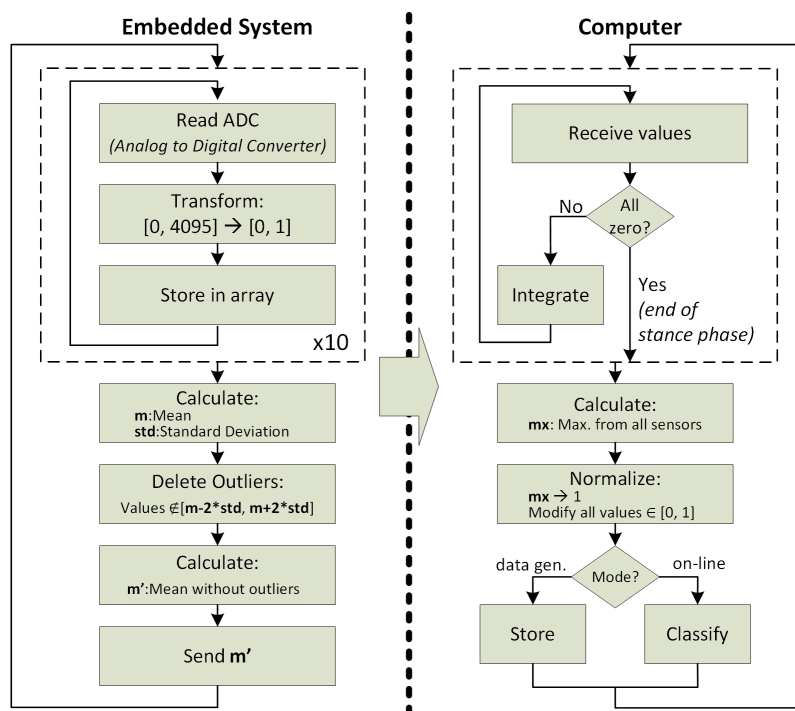 Embedded System
Read ADC
(Analog to Digital Converter)
Transform:
[0, 4095] → [0, 1]
Store in array
x10
Calculate:
m:Mean
std:Standard Deviation
Delete Outliers:
Values ∉[m-2*std, m+2*std]
Calculate:
m’:Mean without outliers
Send m’
Computer
Receive values
All
zero?
No
Integrate
Yes
(end of
stance phase)
Calculate:
mx: Max. from all sensors
Normalize:
mx → 1
Modify all values ∈ [0, 1]
Mode?
data gen.
on-line
Store
Classify